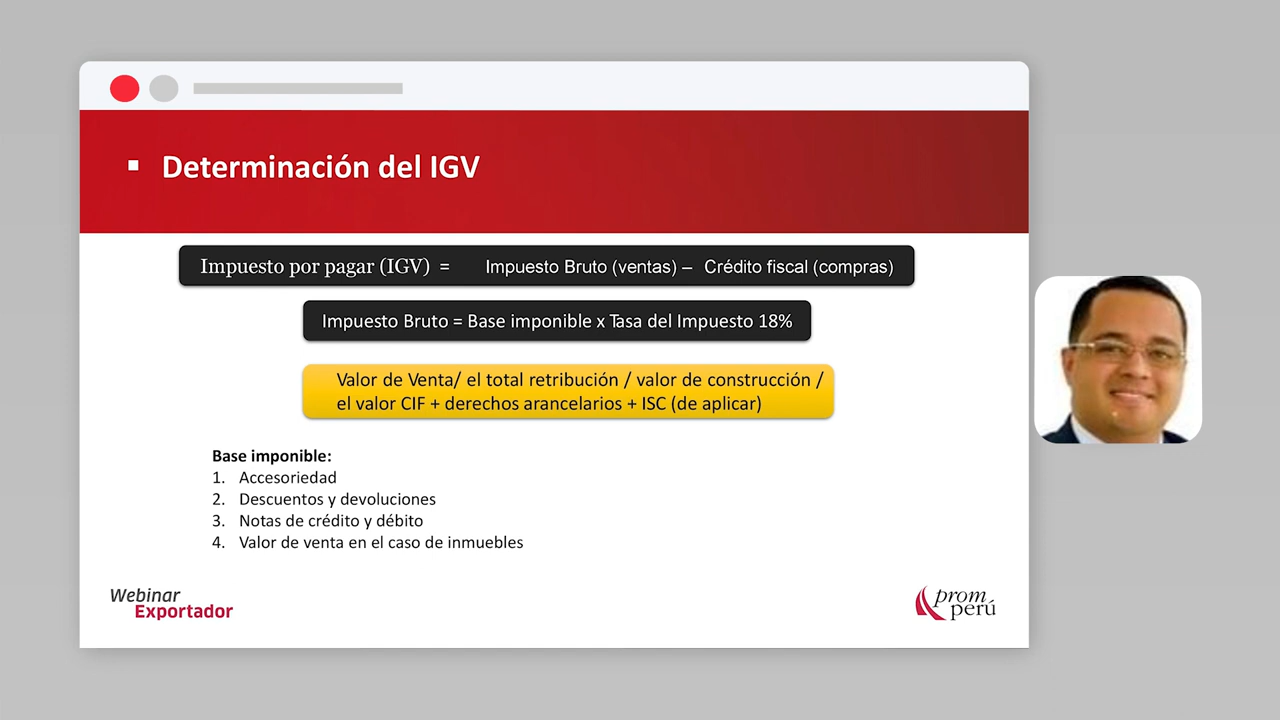 ▪ Determinación del IGV
Impuesto por pagar (IGV) = Impuesto Bruto (ventas) – Crédito fiscal (compras)
Impuesto Bruto = Base imponible x Tasa del Impuesto 18%
Valor de Venta/ el total retribución / valor de construcción /
el valor CIF + derechos arancelarios + ISC (de aplicar)
Base imponible:
1. Accesoriedad
2. Descuentos y devoluciones
3. Notas de crédito y débito
4. Valor de venta en el caso de inmuebles
Webinar
Exportador
prom
perú